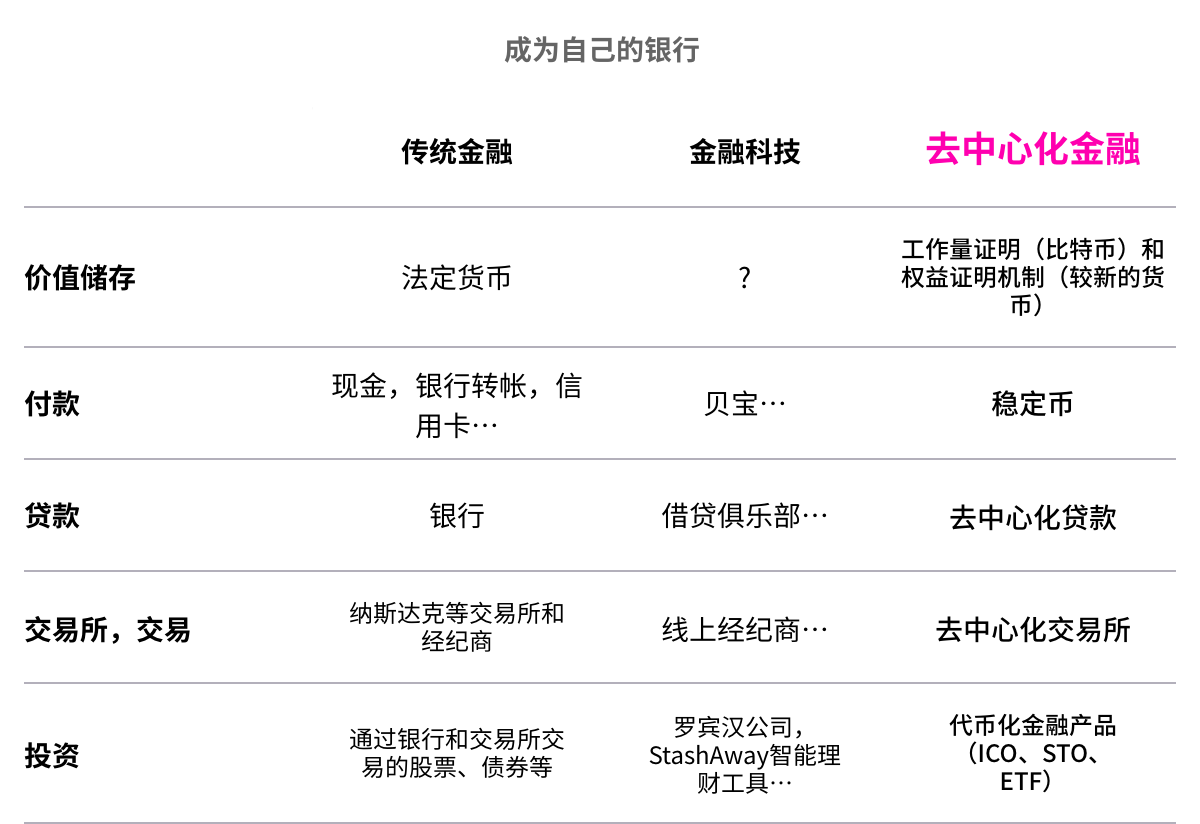 成为自己的银行
传统金融
金融科技
去中心化金融
价值储存
法定货币
?
工作量证明（比特币）和
权益证明机制（较新的货
币）
付款
现金，银行转帐，信
用卡…
贝宝…
稳定币
贷款
银行
借贷俱乐部…
去中心化贷款
交易所，交易
纳斯达克等交易所和
经纪商
线上经纪商…
去中心化交易所
投资
通过银行和交易所交
易的股票、债券等
罗宾汉公司，
StashAway智能理
财工具…
代币化金融产品
（ICO、STO、
ETF）